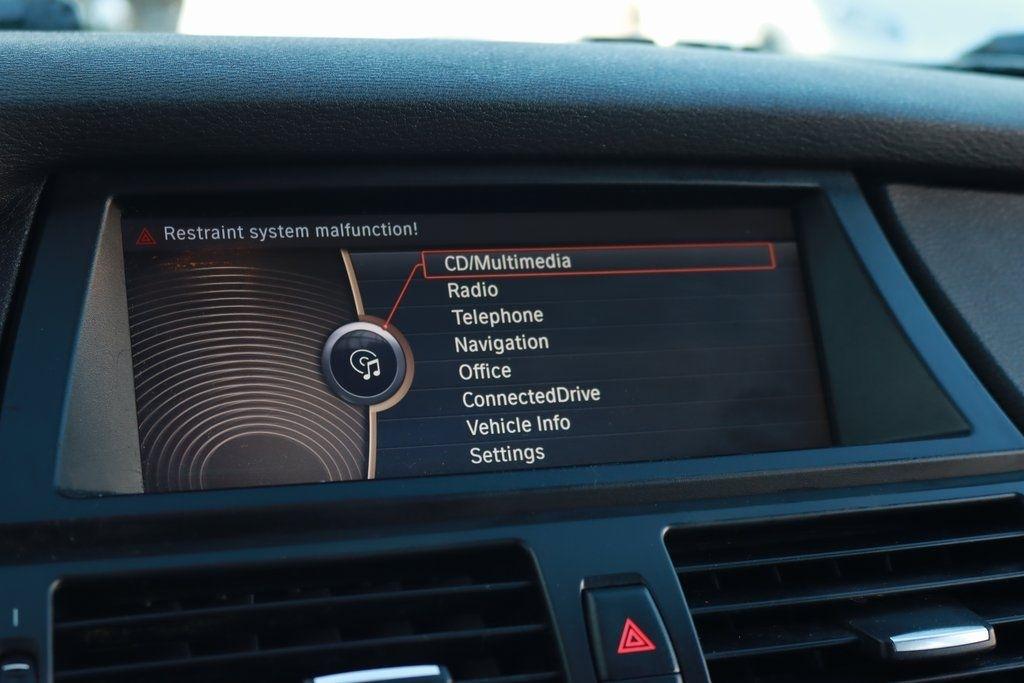 Restraint system malfunction!
CD/Multimedia
Radio
Telephone
Navigation
Office
ConnectedDrive
Vehicle Info
Settings